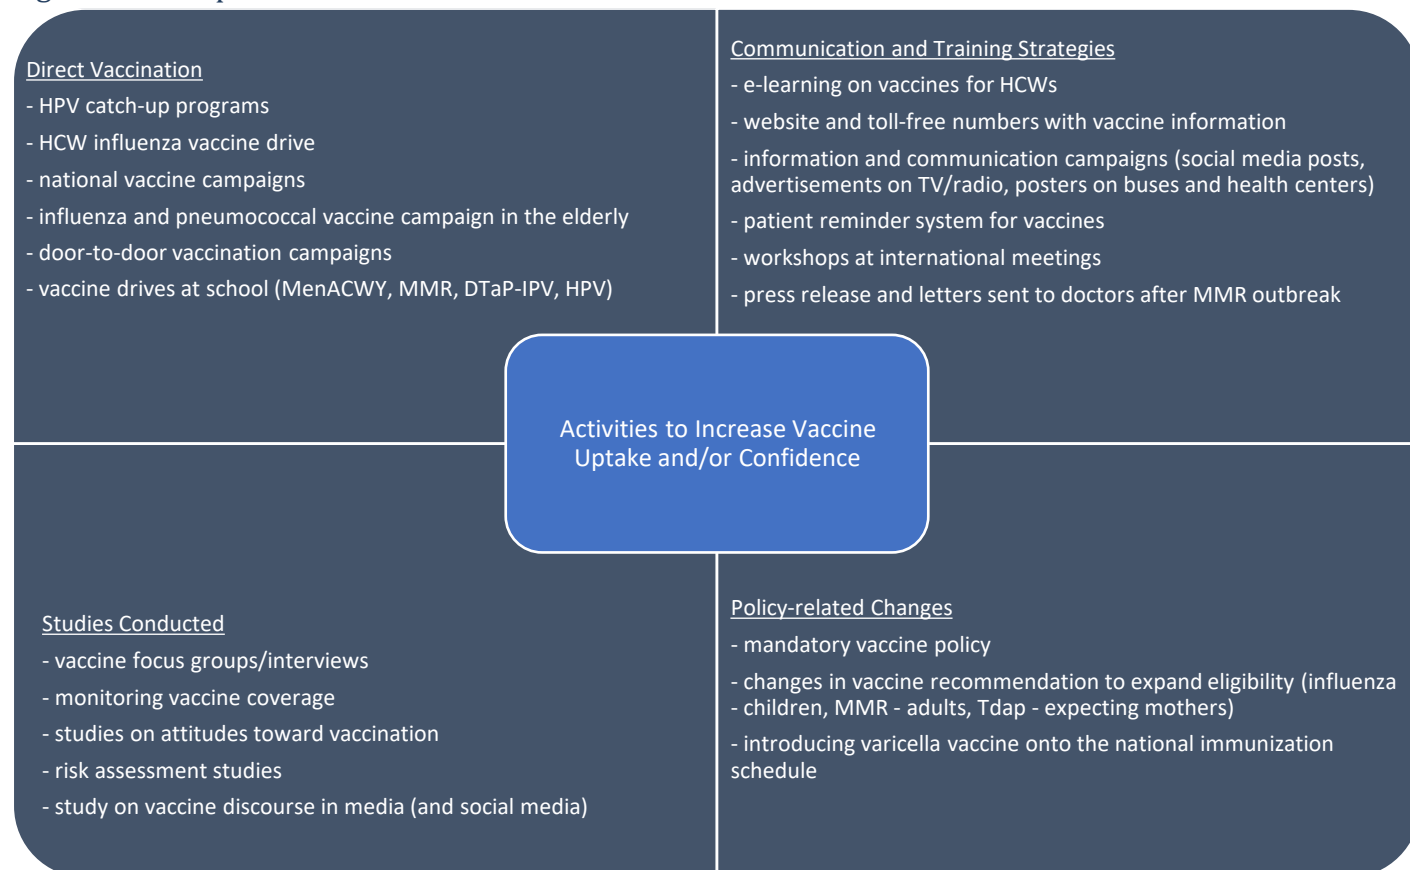 Direct Vaccination
- HPV catch-up programs
- HCW influenza vaccine drive
- national vaccine campaigns
- influenza and pneumococcal vaccine campaign in the elderly
- door-to-door vaccination campaigns
- vaccine drives at school (MenACWY, MMR, DTaP-IPV, HPV)
Communication and Training Strategies
- e-learning on vaccines for HCWs
- website and toll-free numbers with vaccine information
- information and communication campaigns (social media posts,
advertisements on TV/radio, posters on buses and health centers)
- patient reminder system for vaccines
- workshops at international meetings
- press release and letters sent to doctors after MMR outbreak
Activities to Increase Vaccine
Uptake and/or Confidence
Studies Conducted
- vaccine focus groups/interviews
- monitoring vaccine coverage
- studies on attitudes toward vaccination
- risk assessment studies
- study on vaccine discourse in media (and social media)
Policy-related Changes
- mandatory vaccine policy
- changes in vaccine recommendation to expand eligibility (influenza
- children, MMR - adults, Tdap - expecting mothers)
- introducing varicella vaccine onto the national immunization
schedule